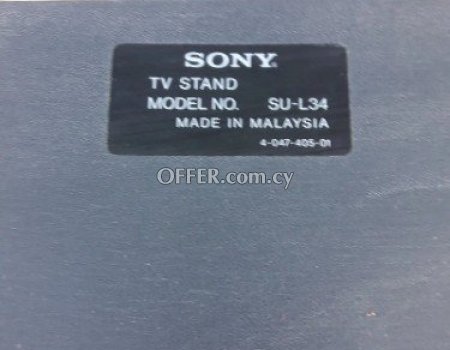 SONY
TV STAND
MODEL NO. SU-L34
MADE IN MALAYSIA
4-047-405-01
OFFER.com.cy